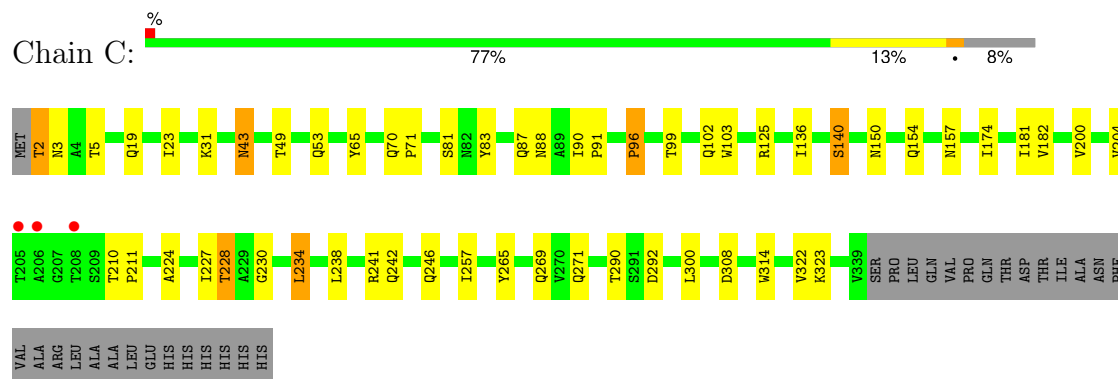 %
Chain C:
77% 13% • 8%
MET T2 N3 A4 T5 Q19 I23 K31 N43 T49 Q53 Y65 Q70 P71 S81 N82 Y83 Q87 N88 A89 I90 P91 P96 T99 Q102 W103 R125 I136 S140 N150 Q154 N157 I174 I181 V182 V200 V204
T205 A206 G207 T208 S209 T210 P211 A224 I227 T228 A229 G230 L234 L238 R241 Q242 Q246 I257 Y265 Q269 V270 Q271 T290 S291 D292 L300 D308 W314 V322 K323 V339 SER PRO LEU GLN VAL PRO GLN THR ASP THR ILE ALA ASN PHE
VAL ALA ARG LEU ALA ALA LEU GLU HIS HIS HIS HIS HIS HIS